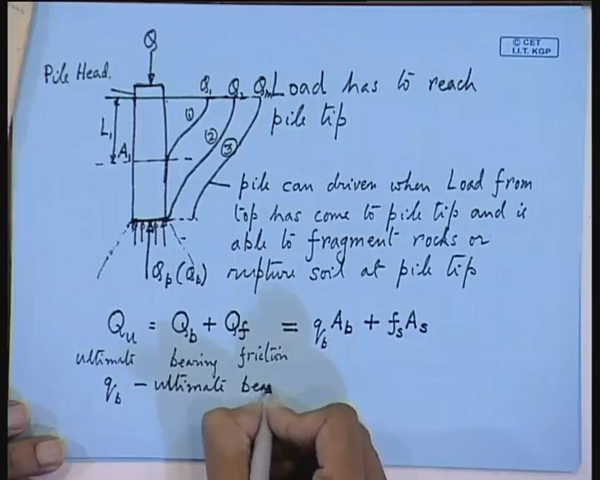 © CET
I.I.T. KGP
Q
Pile Head.
Q₁ Q₂ Qm Load has to reach
pile tip
L₁
A₁
① ② ③
pile can driven when Load from
top has come to pile tip and is
able to fragment rocks or
rupture soil at pile tip
Qp (Qb)
Qu = Qb + Qf = qb Ab + fs As
ultimate bearing friction
qb - ultimate bea